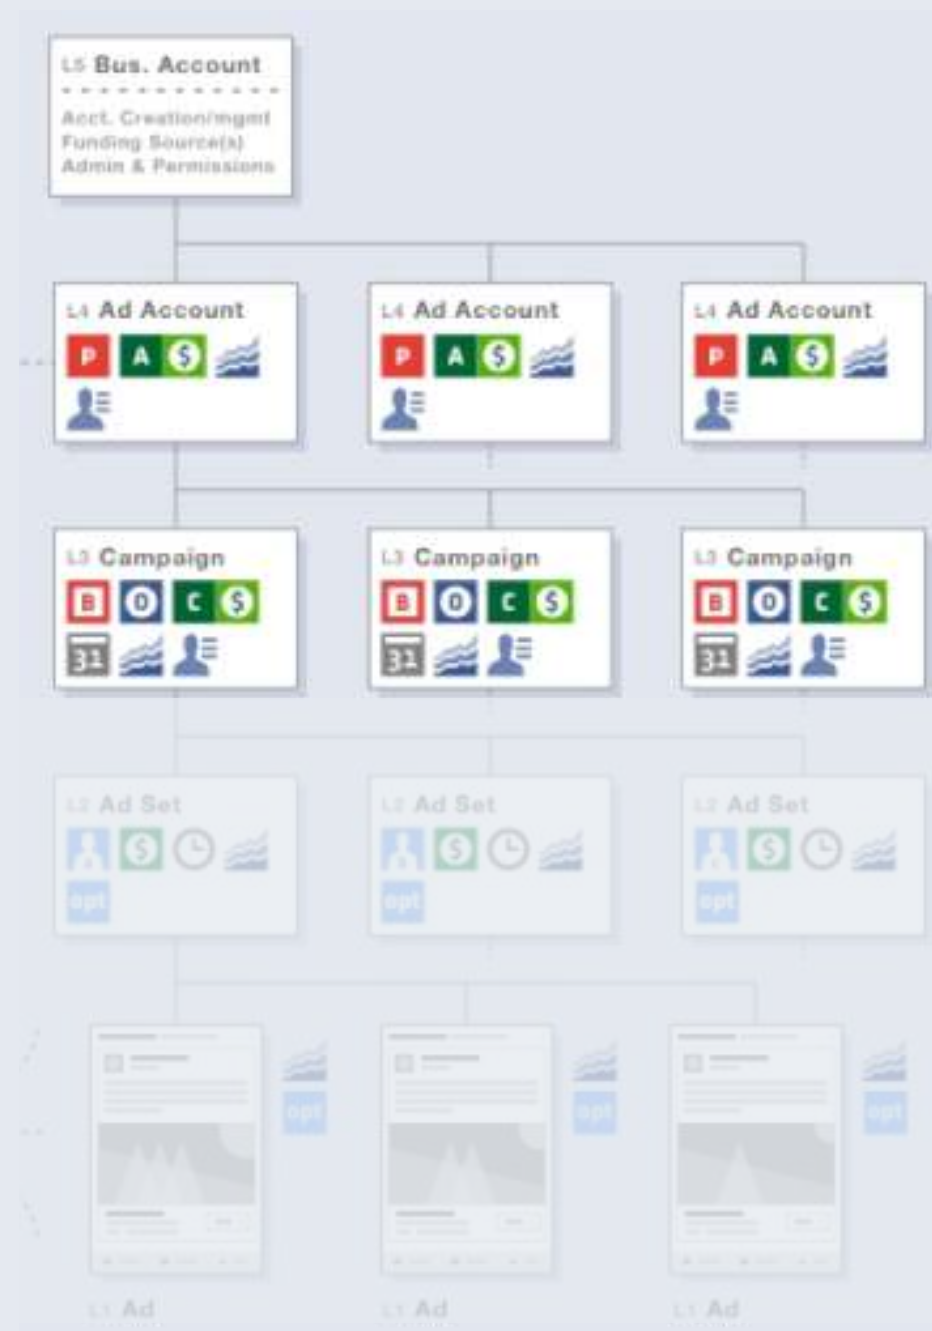 L5 Bus. Account
Acct. Creation/mgmt
Funding Source(s)
Admin & Permissions
L4 Ad Account
P A $
L4 Ad Account
P A $
L4 Ad Account
P A $
L3 Campaign
B O C $
31
L3 Campaign
B O C $
31
L3 Campaign
B O C $
31
L2 Ad Set
$
opt
L2 Ad Set
$
opt
L2 Ad Set
$
opt
opt
opt
opt
L1 Ad
L1 Ad
L1 Ad